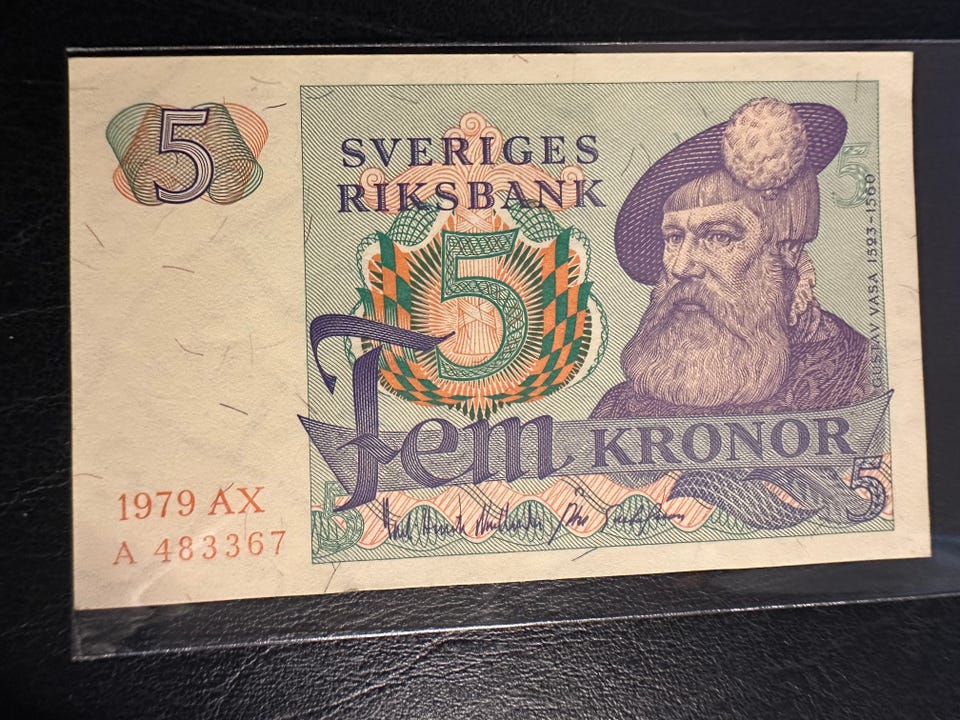 5
SVERIGES
RIKSBANK
5
5
GUSTAV VASA 1523-1560
fem KRONOR
5
5
1979 AX
A 483367